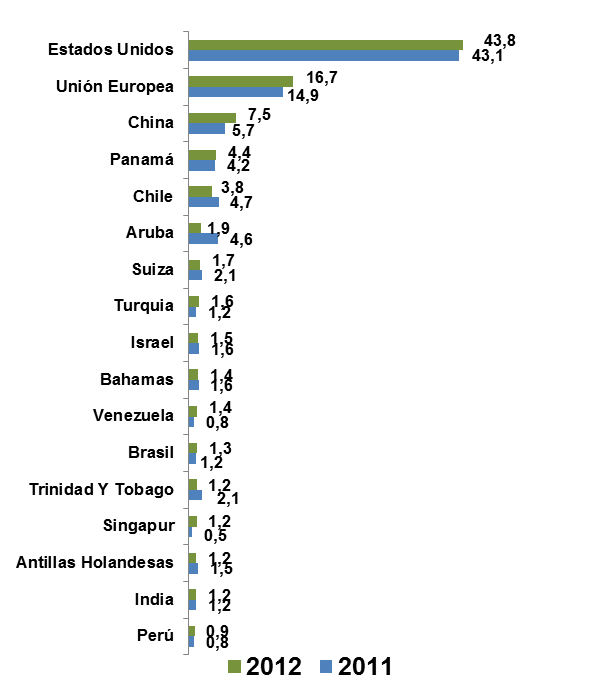 Estados Unidos
43,8
43,1
Unión Europea
16,7
14,9
China
7,5
5,7
Panamá
4,4
4,2
Chile
3,8
4,7
Aruba
1,9
4,6
Suiza
1,7
2,1
Turquia
1,6
1,2
Israel
1,5
1,6
Bahamas
1,4
1,6
Venezuela
1,4
0,8
Brasil
1,3
1,2
Trinidad Y Tobago
1,2
2,1
Singapur
1,2
0,5
Antillas Holandesas
1,2
1,5
India
1,2
1,2
Perú
0,9
0,8
2012 2011